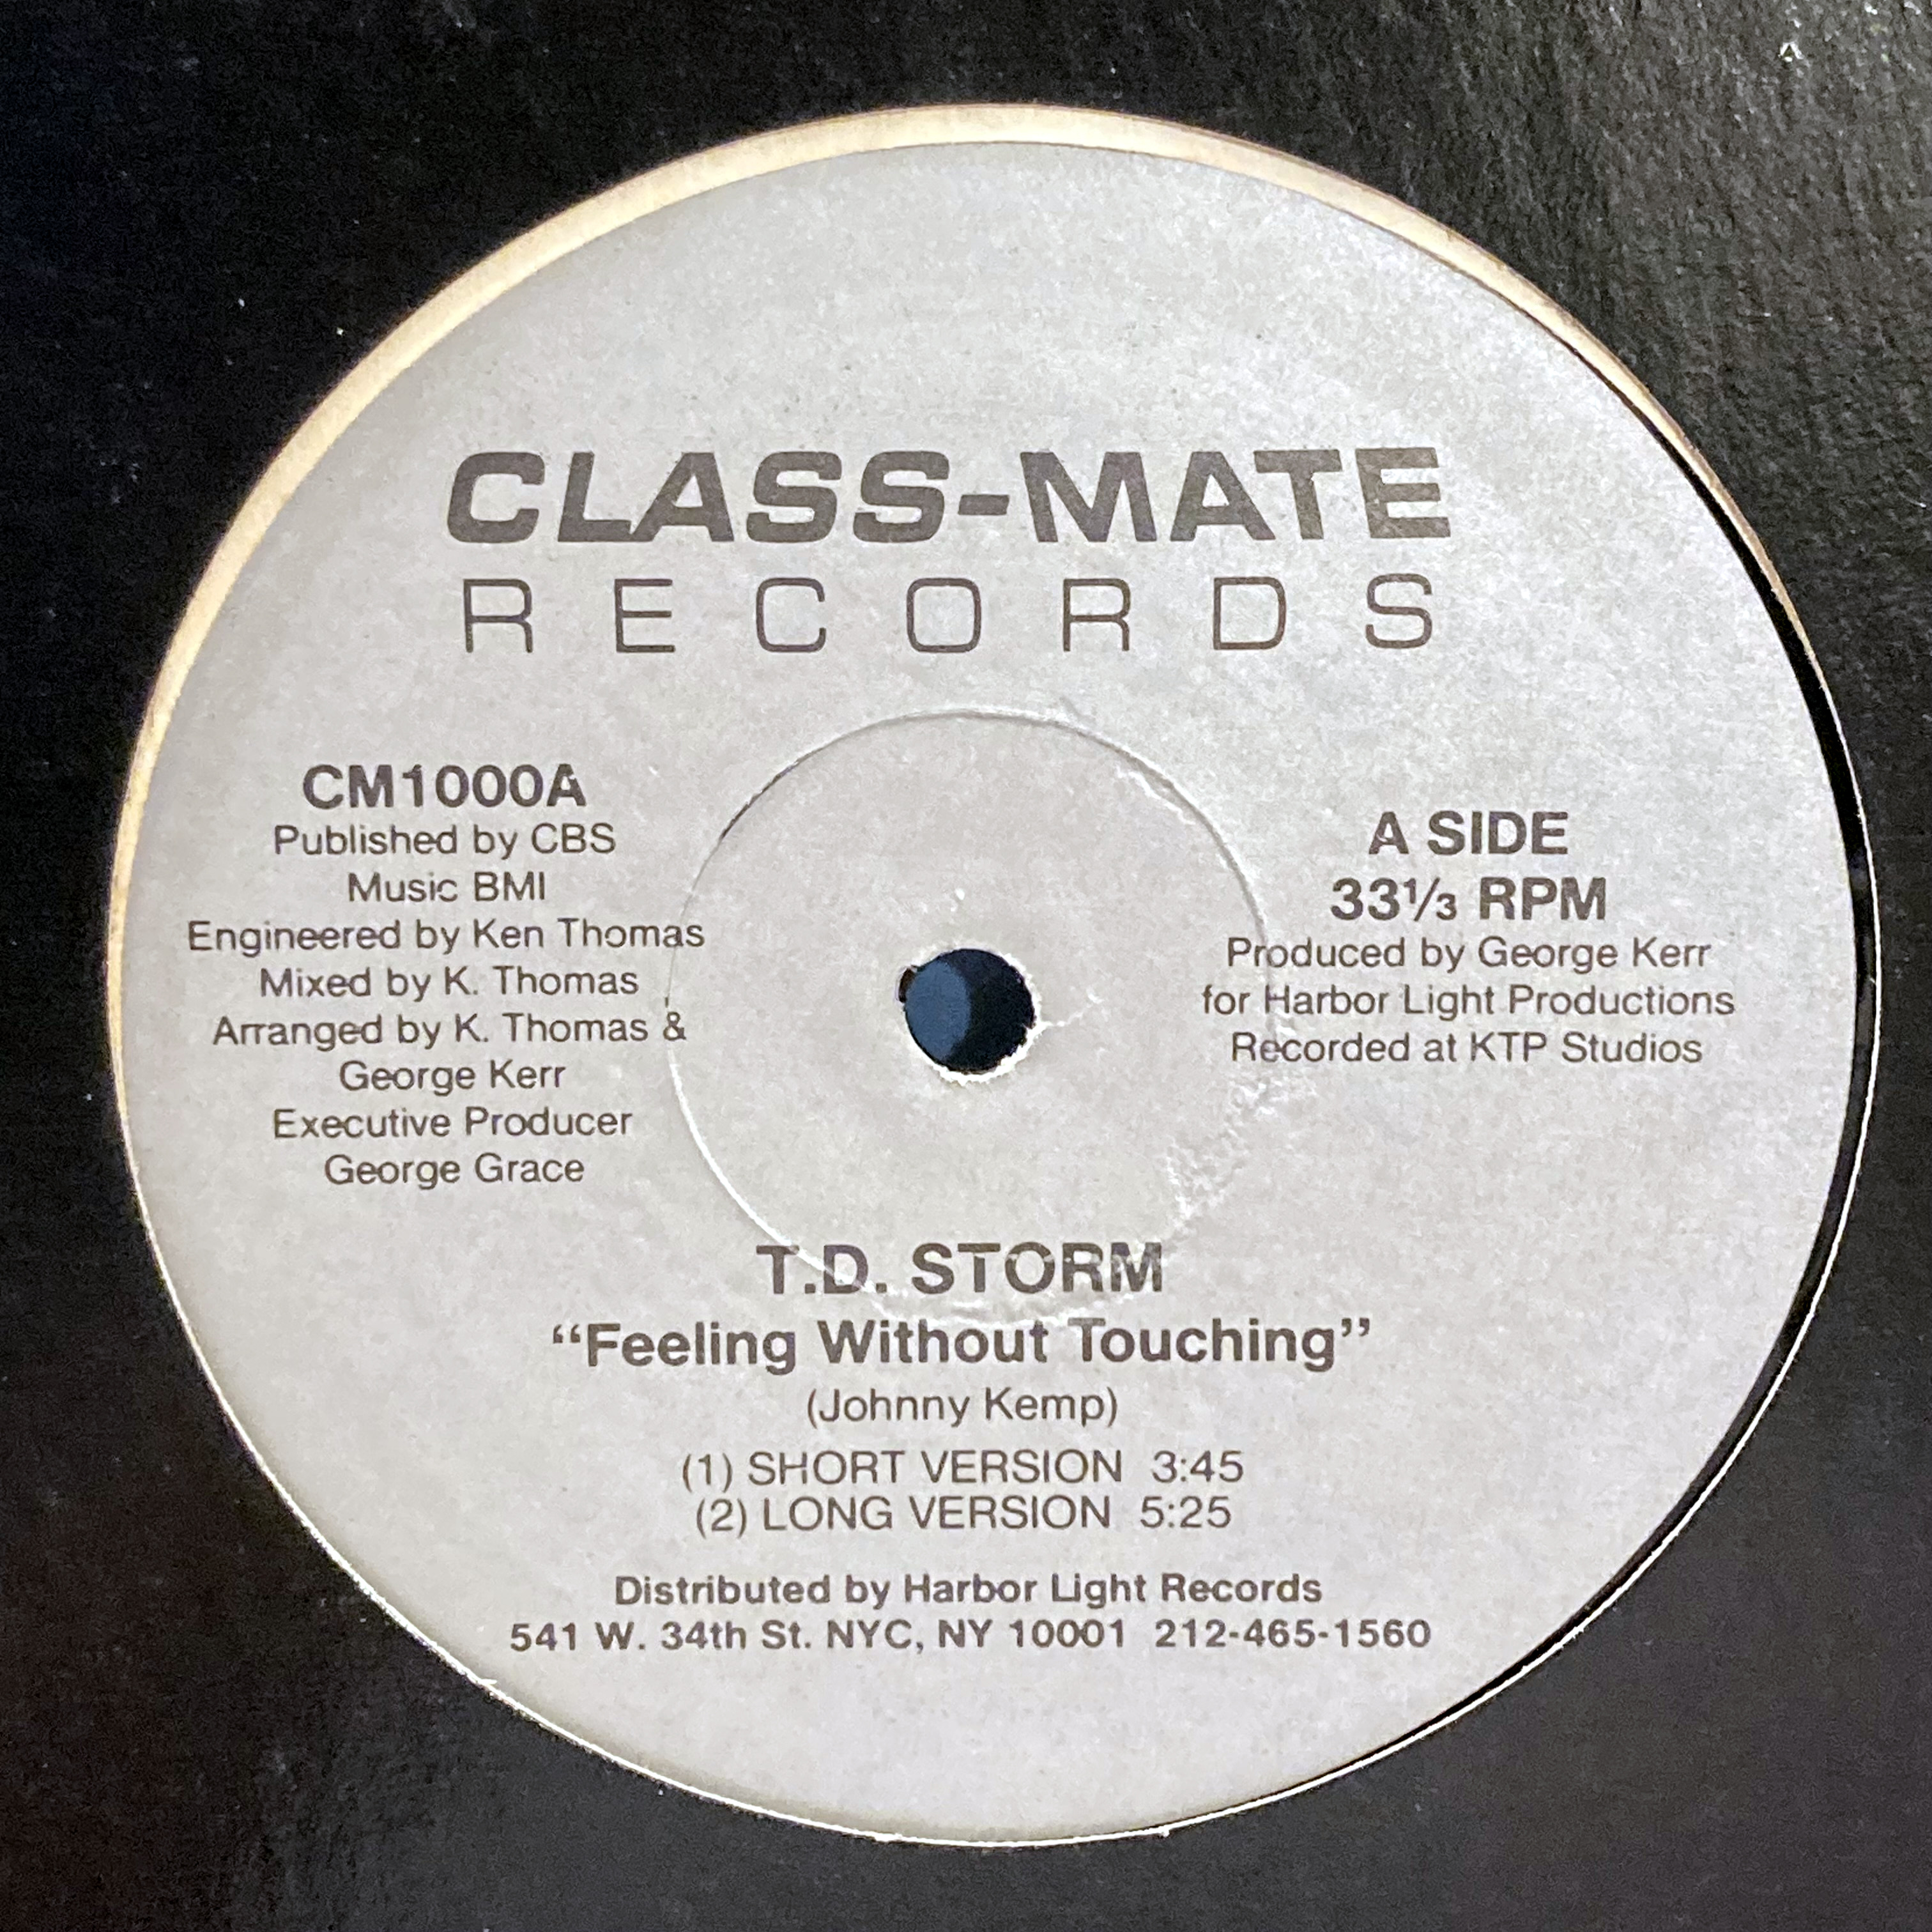 CLASS-MATE
RECORDS
CM1000A
Published by CBS
Music BMI
Engineered by Ken Thomas
Mixed by K. Thomas
Arranged by K. Thomas &
George Kerr
Executive Producer
George Grace
A SIDE
33⅓ RPM
Produced by George Kerr
for Harbor Light Productions
Recorded at KTP Studios
T.D. STORM
“Feeling Without Touching”
(Johnny Kemp)
(1) SHORT VERSION 3:45
(2) LONG VERSION 5:25
Distributed by Harbor Light Records
541 W. 34th St. NYC, NY 10001 212-465-1560